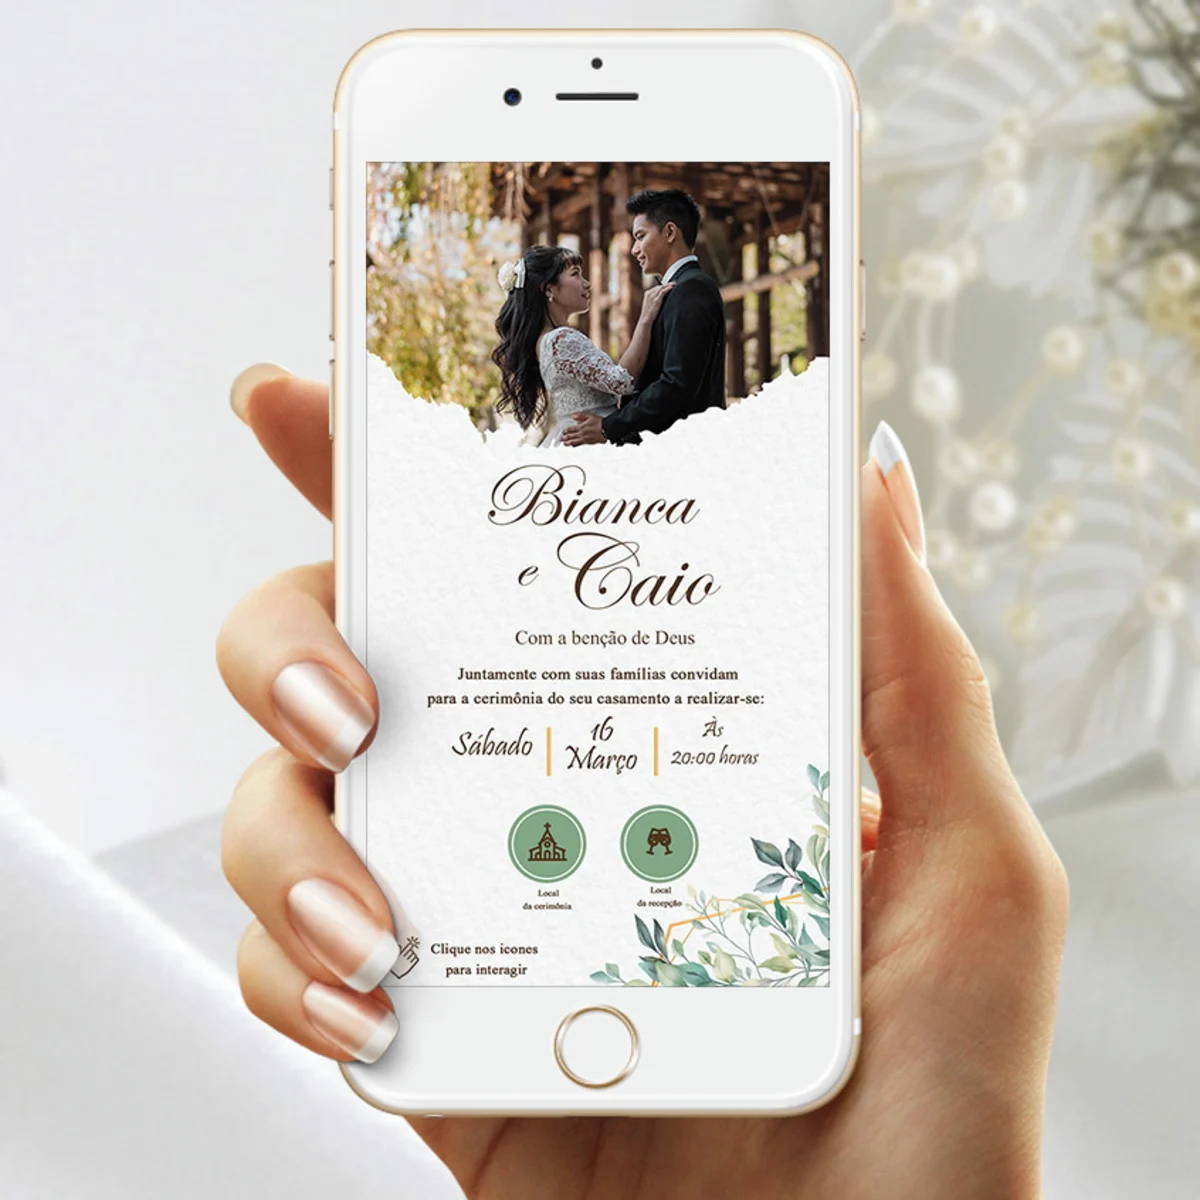 Bianca
e Caio
Com a benção de Deus
Juntamente com suas famílias convidam
para a cerimônia do seu casamento a realizar-se:
Sábado
16
Março
Às
20:00 horas
Local
da cerimônia
Local
da recepção
Clique nos icones
para interagir